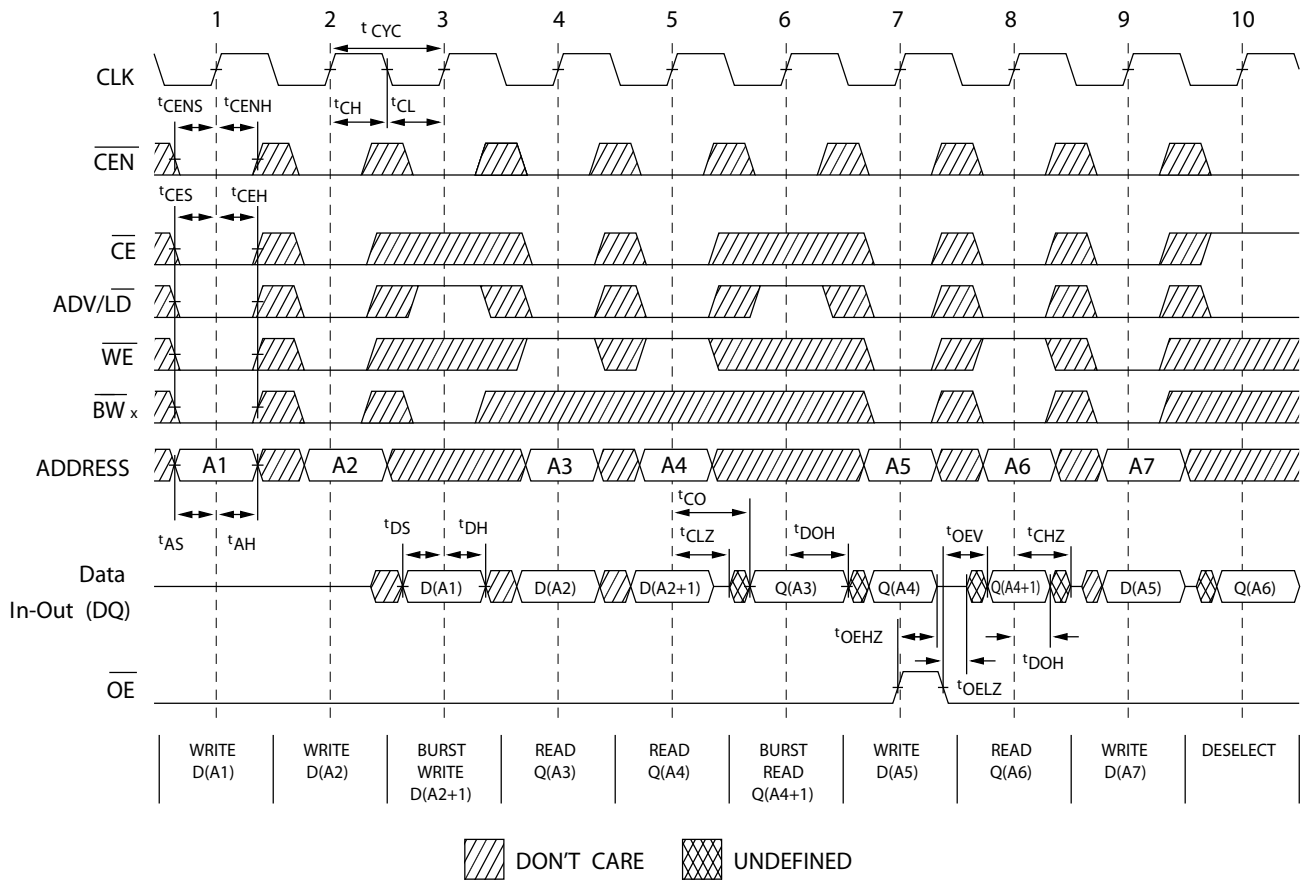 1 2 3 4 5 6 7 8 9 10
t CYC
CLK
tCENS tCENH
tCH tCL
CEN
tCES tCEH
CE
ADV/LD
WE
BW x
ADDRESS A1 A2 A3 A4 A5 A6 A7
tCO
tAS tAH
tDS tDH
tCLZ tDOH
tOEV tCHZ
Data
In-Out (DQ)
D(A1) D(A2) D(A2+1) Q(A3) Q(A4) Q(A4+1) D(A5) Q(A6)
tOEHZ
tDOH
tOELZ
OE
WRITE
D(A1)
WRITE
D(A2)
BURST
WRITE
D(A2+1)
READ
Q(A3)
READ
Q(A4)
BURST
READ
Q(A4+1)
WRITE
D(A5)
READ
Q(A6)
WRITE
D(A7)
DESELECT
DON'T CARE
UNDEFINED